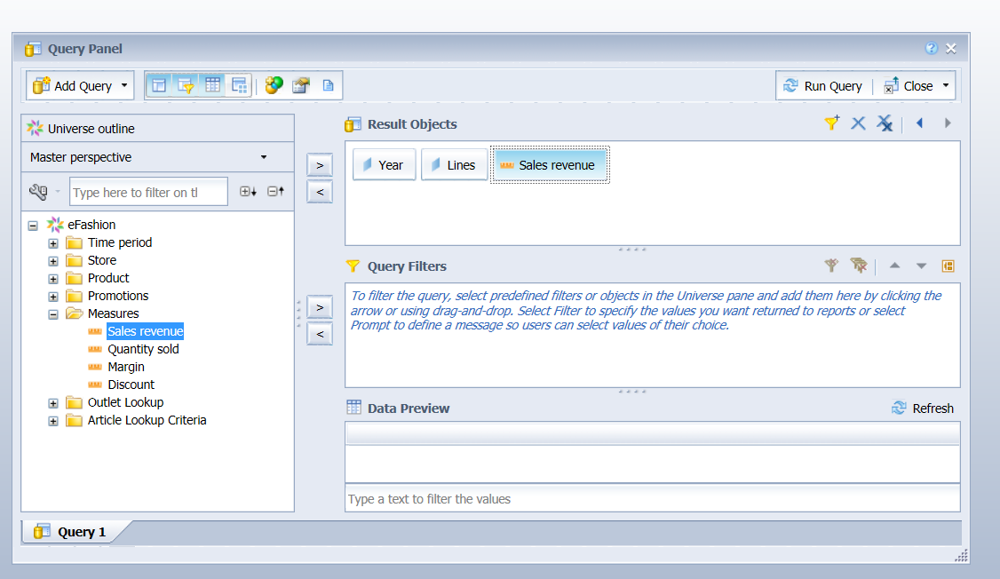 Query Panel
Add Query
Run Query
Close
Universe outline
Master perspective
Type here to filter on tl
eFashion
Time period
Store
Product
Promotions
Measures
Sales revenue
Quantity sold
Margin
Discount
Outlet Lookup
Article Lookup Criteria
>
<
Result Objects
Year
Lines
Sales revenue
>
<
Query Filters
To filter the query, select predefined filters or objects in the Universe pane and add them here by clicking the
arrow or using drag-and-drop. Select Filter to specify the values you want returned to reports or select
Prompt to define a message so users can select values of their choice.
Data Preview
Refresh
Type a text to filter the values
Query 1